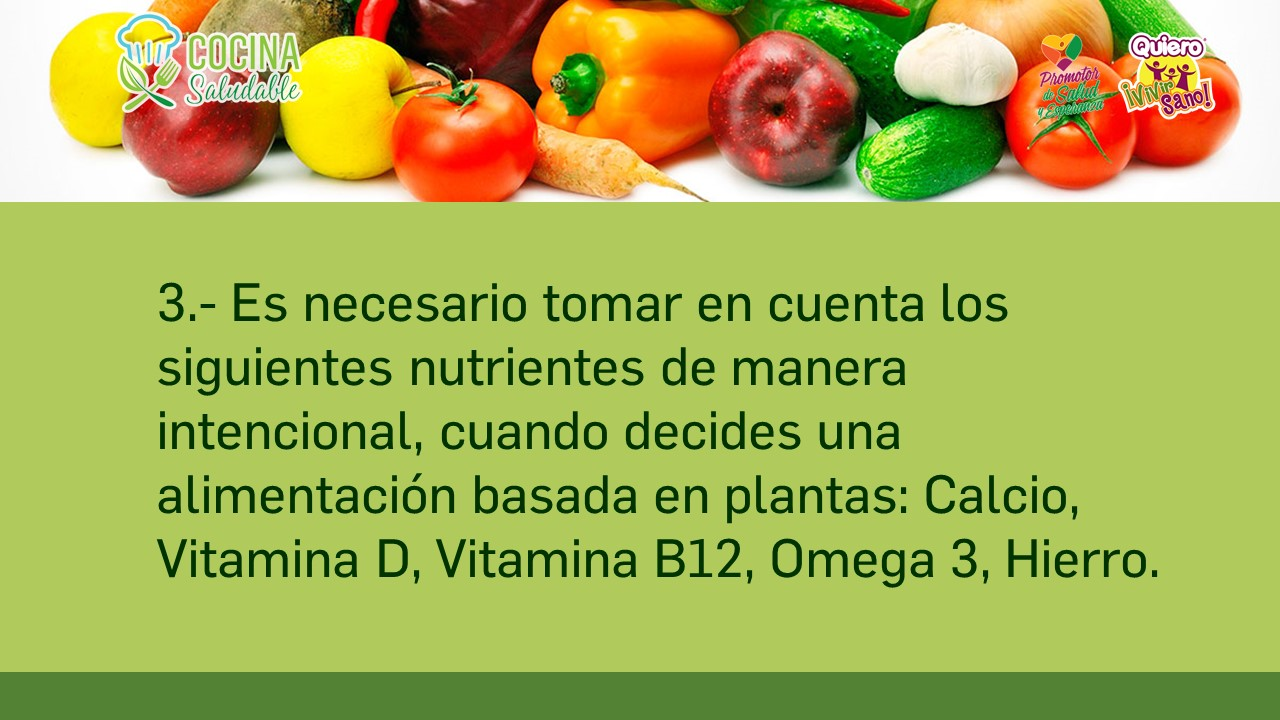 COCINA
Saludable
Promotor
de Salud
y Esperanza
Quiero
¡Vivir
Sano!
3.- Es necesario tomar en cuenta los
siguientes nutrientes de manera
intencional, cuando decides una
alimentación basada en plantas: Calcio,
Vitamina D, Vitamina B12, Omega 3, Hierro.